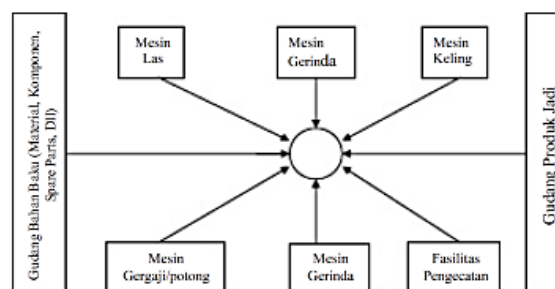 Gudang Bahan Baku (Material, Komponen,
Spare Parts, Dll)
Mesin
Las
Mesin
Gerinda
Mesin
Keling
Mesin
Gergaji/potong
Mesin
Gerinda
Fasilitas
Pengecatan
Gudang Produk Jadi